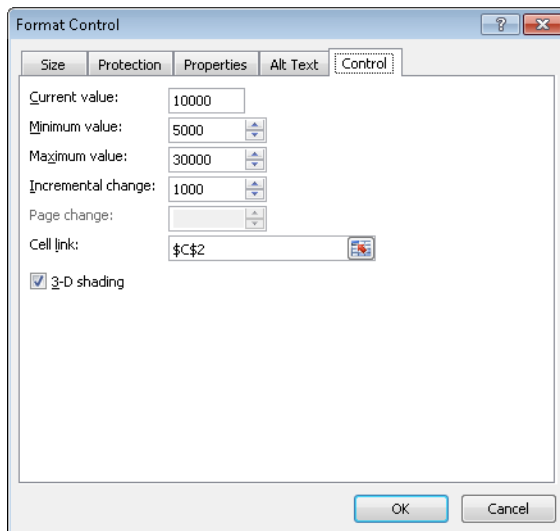 Format Control
Size Protection Properties Alt Text Control
Current value: 10000
Minimum value: 5000
Maximum value: 30000
Incremental change: 1000
Page change:
Cell link: $C$2
3-D shading
OK Cancel